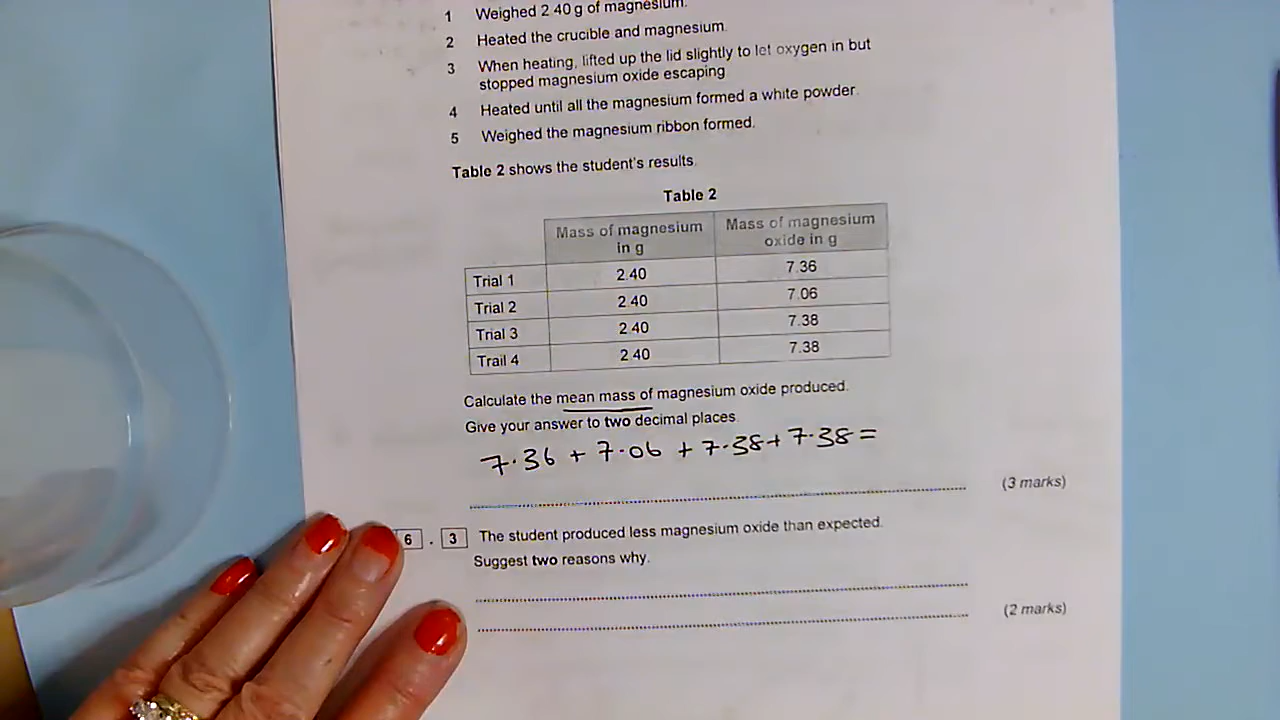 1 Weighed 2 40 g of magnesium.
2 Heated the crucible and magnesium.
3 When heating, lifted up the lid slightly to let oxygen in but
stopped magnesium oxide escaping
4 Heated until all the magnesium formed a white powder.
5 Weighed the magnesium ribbon formed.
Table 2 shows the student's results
Table 2
Mass of magnesium in g Mass of magnesium oxide in g
Trial 1 2.40 7.36
Trial 2 2 40 7 06
Trial 3 2 40 7.38
Trail 4 2 40 7.38
Calculate the mean mass of magnesium oxide produced.
Give your answer to two decimal places.
7.36 + 7.06 + 7.38 + 7.38 =
(3 marks)
6 . 3 The student produced less magnesium oxide than expected.
Suggest two reasons why.
(2 marks)